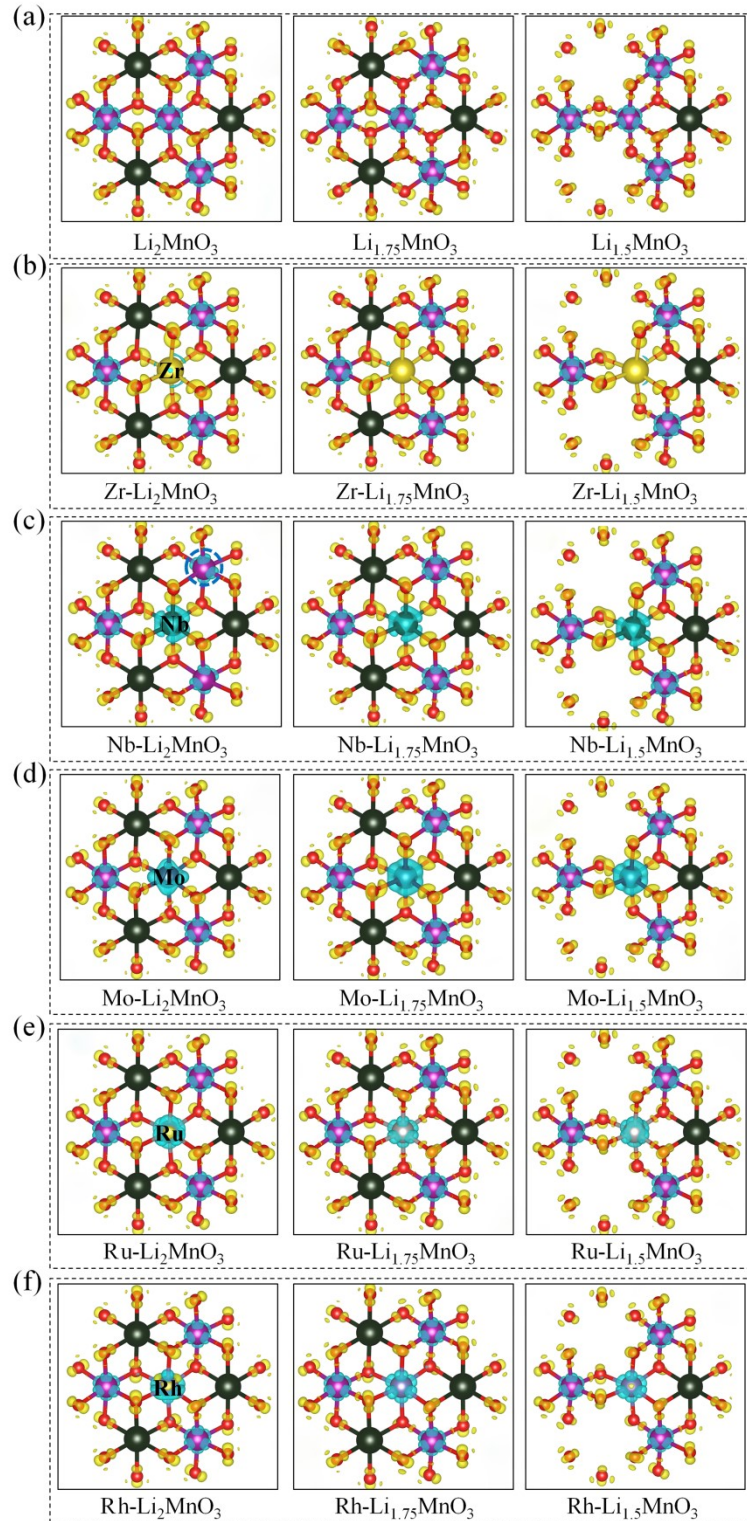 (a)
Li₂MnO₃ Li₁.₇₅MnO₃ Li₁.₅MnO₃
(b)
Zr
Zr-Li₂MnO₃ Zr-Li₁.₇₅MnO₃ Zr-Li₁.₅MnO₃
(c)
Nb
Nb-Li₂MnO₃ Nb-Li₁.₇₅MnO₃ Nb-Li₁.₅MnO₃
(d)
Mo
Mo-Li₂MnO₃ Mo-Li₁.₇₅MnO₃ Mo-Li₁.₅MnO₃
(e)
Ru
Ru-Li₂MnO₃ Ru-Li₁.₇₅MnO₃ Ru-Li₁.₅MnO₃
(f)
Rh
Rh-Li₂MnO₃ Rh-Li₁.₇₅MnO₃ Rh-Li₁.₅MnO₃